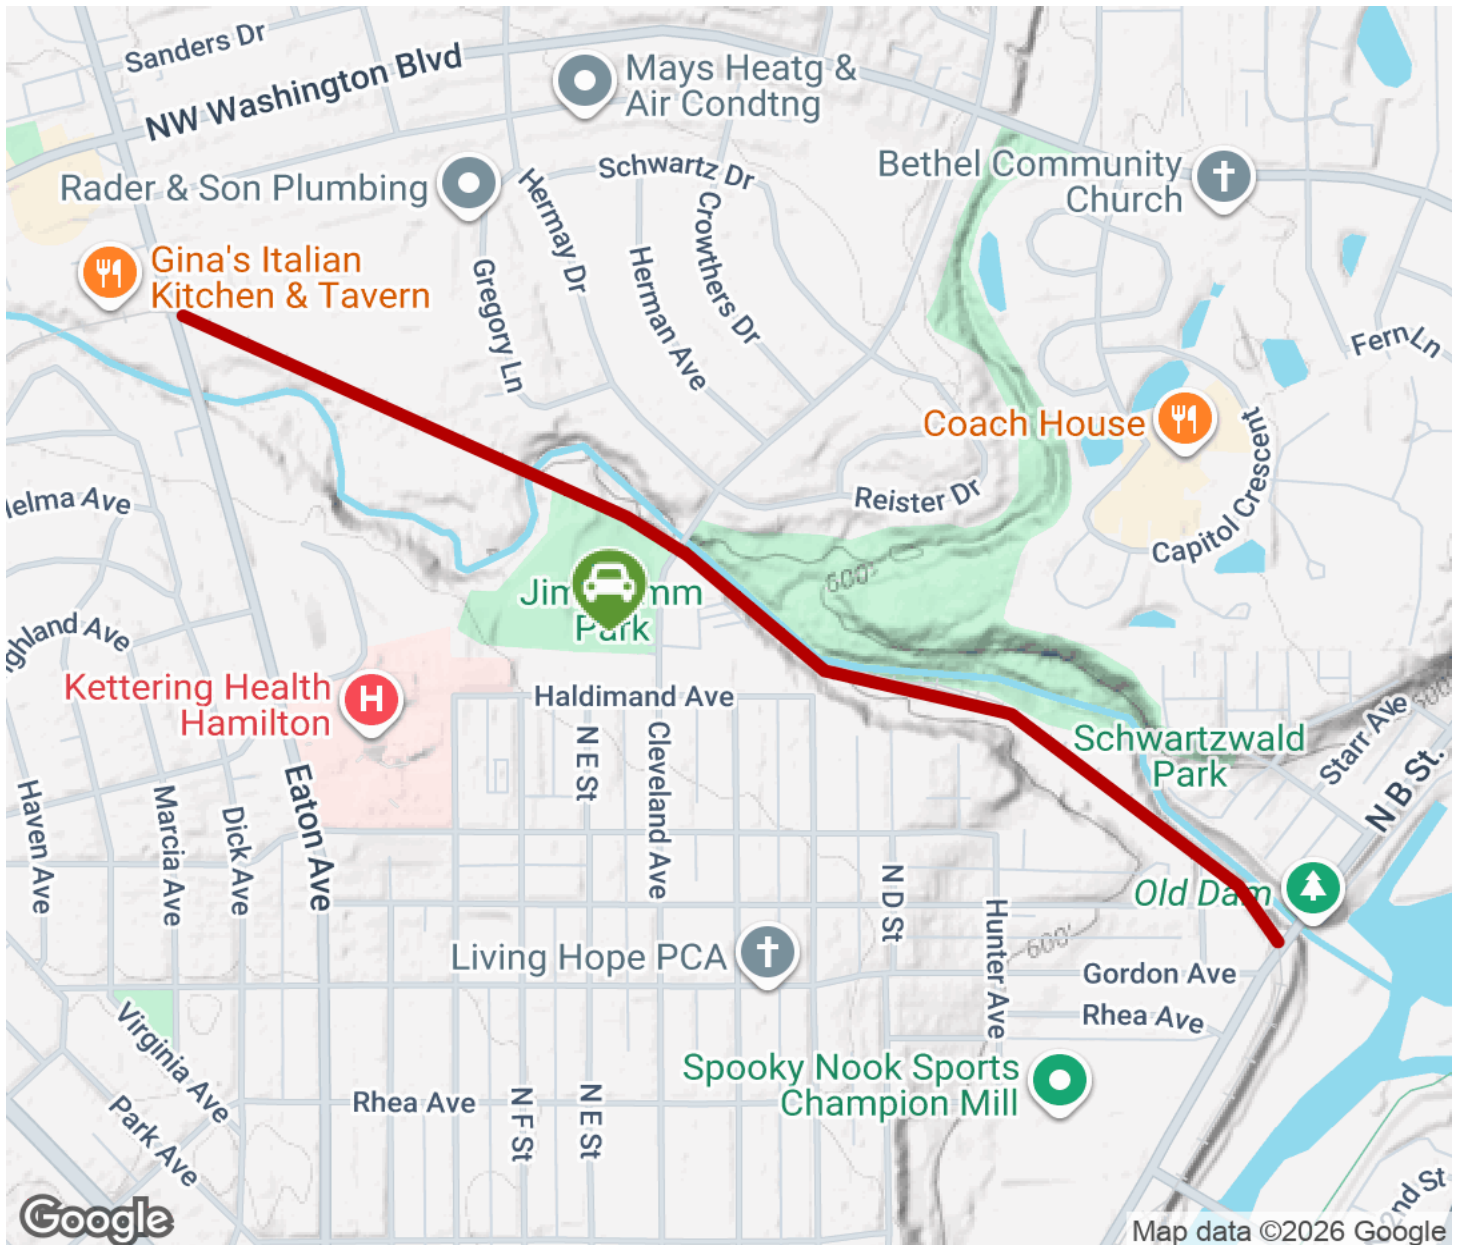 Sanders Dr
NW Washington Blvd
Mays Heatg &
Air Condtng
Schwartz Dr
Bethel Community
Church
Rader & Son Plumbing
Hermay Dr
Crowthers Dr
Gina's Italian
Kitchen & Tavern
Gregory Ln
Herman Ave
Fern Ln
Coach House
Capitol Crescent
Reister Dr
600'
Park
Haldimand Ave
Kettering Health
Hamilton
H
Schwartzwald
Park
Starr Ave
600'
N B St.
N E St
Cleveland Ave
Eaton Ave
Haven Ave
Marcia Ave
Dick Ave
Old Dam
N D St
Hunter Ave
600'
Living Hope PCA
Gordon Ave
Rhea Ave
Virginia Ave
Spooky Nook Sports
Champion Mill
Park Ave
Rhea Ave
N F St
N E St
2nd St
Google
Map data ©2026 Google